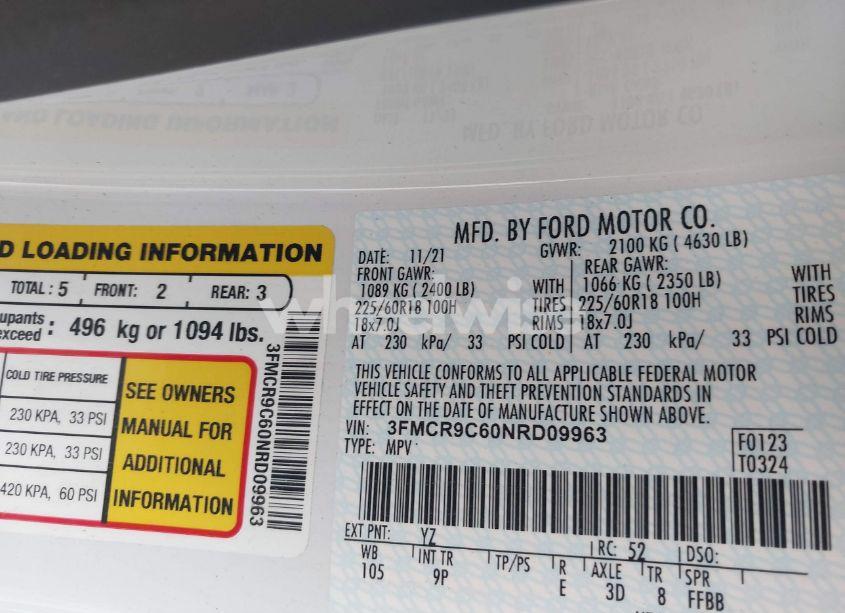 D LOADING INFORMATION
TOTAL : 5 FRONT: 2 REAR: 3
upants
exceed : 496 kg or 1094 lbs.
COLD TIRE PRESSURE
230 KPA, 33 PSI
230 KPA, 33 PSI
420 KPA, 60 PSI
SEE OWNERS
MANUAL FOR
ADDITIONAL
INFORMATION
3FMCR9C60NRD09963
MFD. BY FORD MOTOR CO.
DATE: 11/21 GVWR: 2100 KG ( 4630 LB)
FRONT GAWR: REAR GAWR:
1089 KG ( 2400 LB) WITH 1066 KG ( 2350 LB) WITH
225/60R18 100H TIRES 225/60R18 100H TIRES
18x7.0J RIMS 18x7.0J RIMS
AT 230 kPa/ 33 PSI COLD AT 230 kPa/ 33 PSI COLD
THIS VEHICLE CONFORMS TO ALL APPLICABLE FEDERAL MOTOR
VEHICLE SAFETY AND THEFT PREVENTION STANDARDS IN
EFFECT ON THE DATE OF MANUFACTURE SHOWN ABOVE.
VIN: 3FMCR9C60NRD09963
TYPE: MPV
F0123
T0324
EXT PNT: YZ RC: 52 DSO:
WB INT TR TP/PS R AXLE TR SPR
105 9P E 3D 8 FFBB